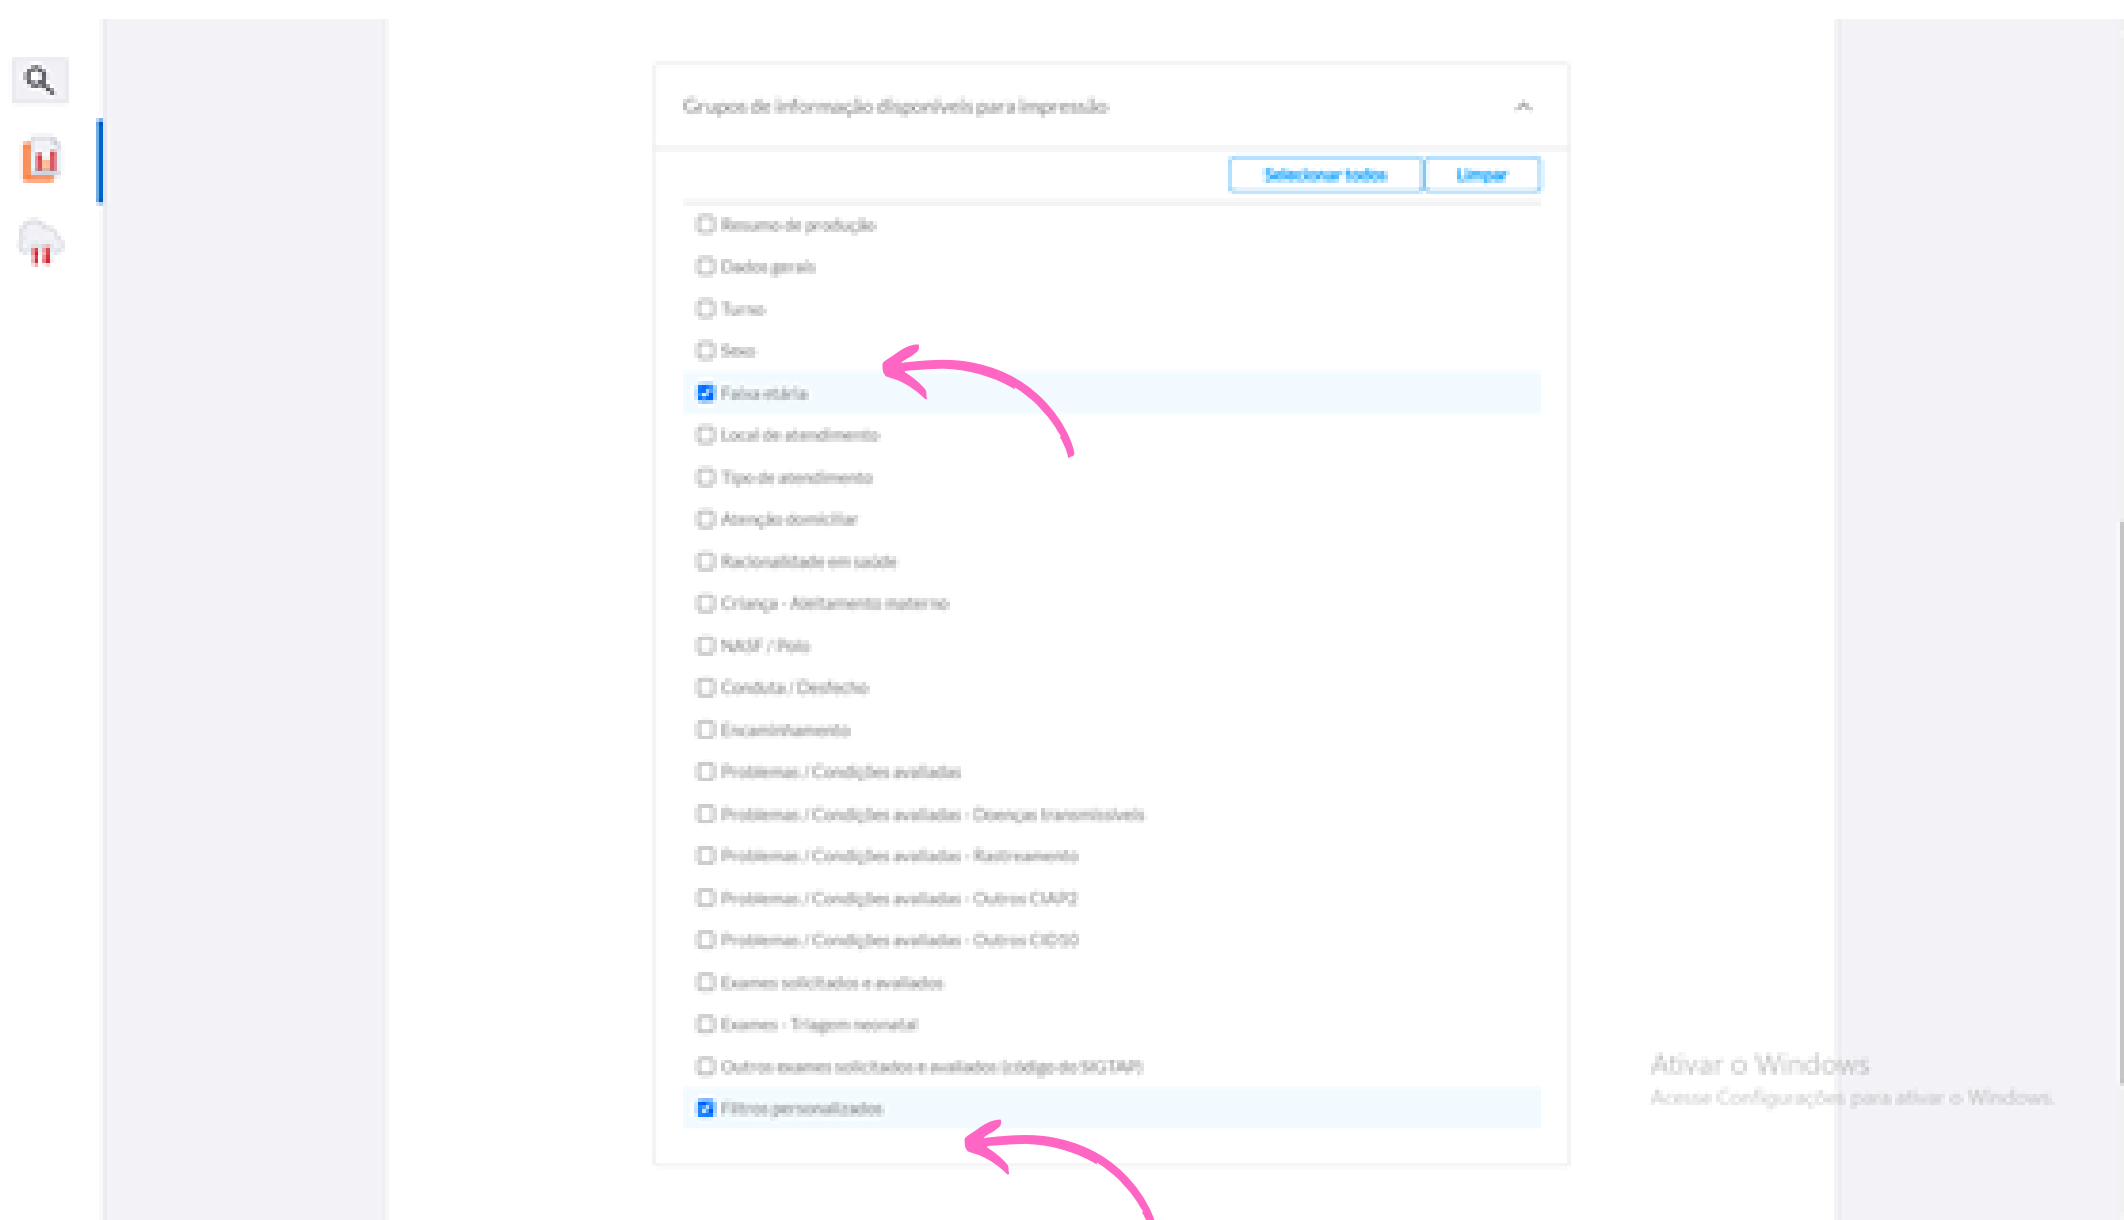 Grupos de informação disponíveis para impressão
Selecionar todos Limpar
Resumo de produção
Dados gerais
Turno
Sexo
Faixa etária
Local de atendimento
Tipo de atendimento
Atenção domiciliar
Racionalidade em saúde
Criança - Aleitamento materno
NASF / Polo
Conduta / Desfecho
Encaminhamento
Problemas / Condições avaliadas
Problemas / Condições avaliadas - Doenças transmissíveis
Problemas / Condições avaliadas - Rastreamento
Problemas / Condições avaliadas - Outros CIAP2
Problemas / Condições avaliadas - Outros CID10
Exames solicitados e avaliados
Exames - Triagem neonatal
Outros exames solicitados e avaliados (código do SIGTAP)
Filtros personalizados
Ativar o Windows
Acesse Configurações para ativar o Windows.